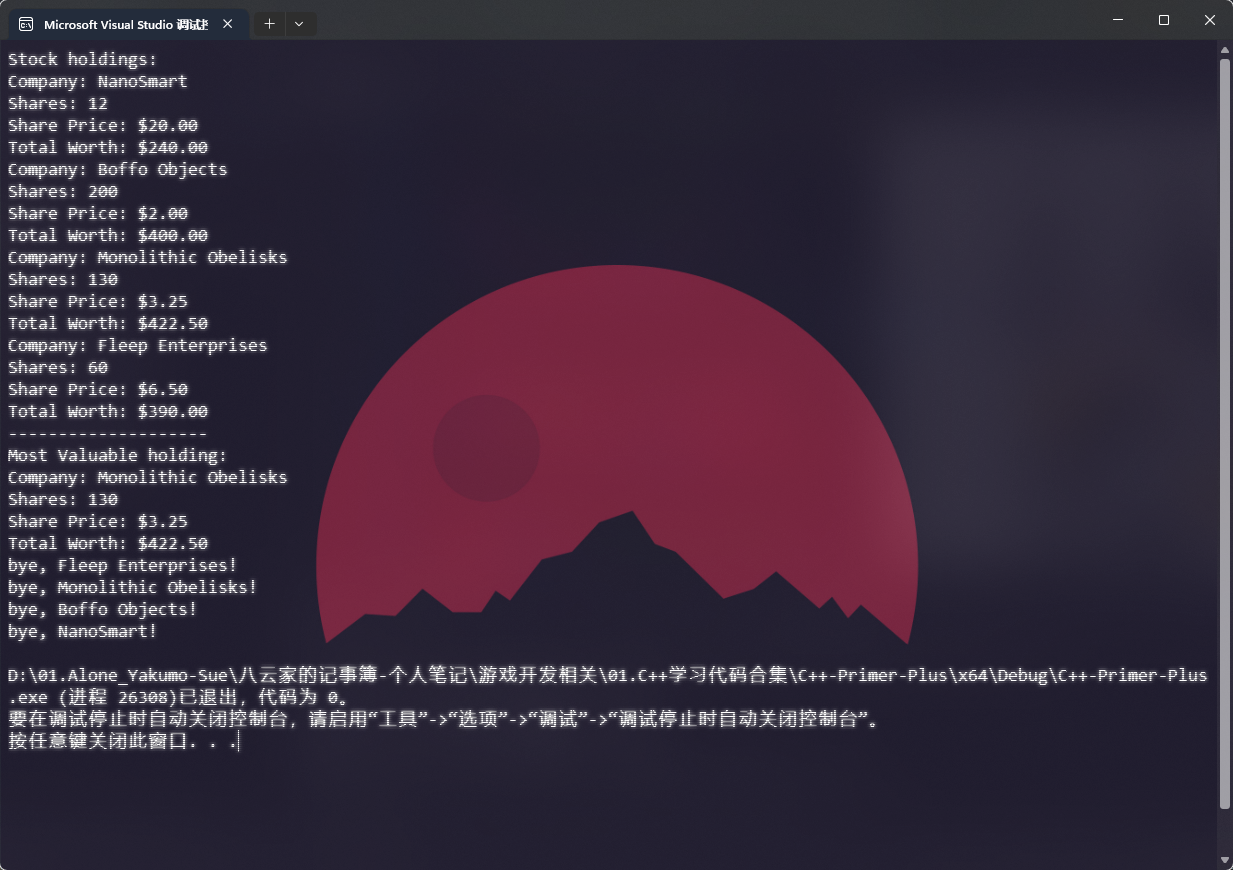 Microsoft Visual Studio 调试
Stock holdings:
Company: NanoSmart
Shares: 12
Share Price: $20.00
Total Worth: $240.00
Company: Boffo Objects
Shares: 200
Share Price: $2.00
Total Worth: $400.00
Company: Monolithic Obelisks
Shares: 130
Share Price: $3.25
Total Worth: $422.50
Company: Fleep Enterprises
Shares: 60
Share Price: $6.50
Total Worth: $390.00
--------------------
Most Valuable holding:
Company: Monolithic Obelisks
Shares: 130
Share Price: $3.25
Total Worth: $422.50
bye, Fleep Enterprises!
bye, Monolithic Obelisks!
bye, Boffo Objects!
bye, NanoSmart!
D:\01.Alone_Yakumo-Sue\八云家的记事簿-个人笔记\游戏开发相关\01.C++学习代码合集\C++-Primer-Plus\x64\Debug\C++-Primer-Plus
.exe (进程 26308)已退出，代码为 0。
要在调试停止时自动关闭控制台，请启用“工具”->“选项”->“调试”->“调试停止时自动关闭控制台”。
按任意键关闭此窗口. . .